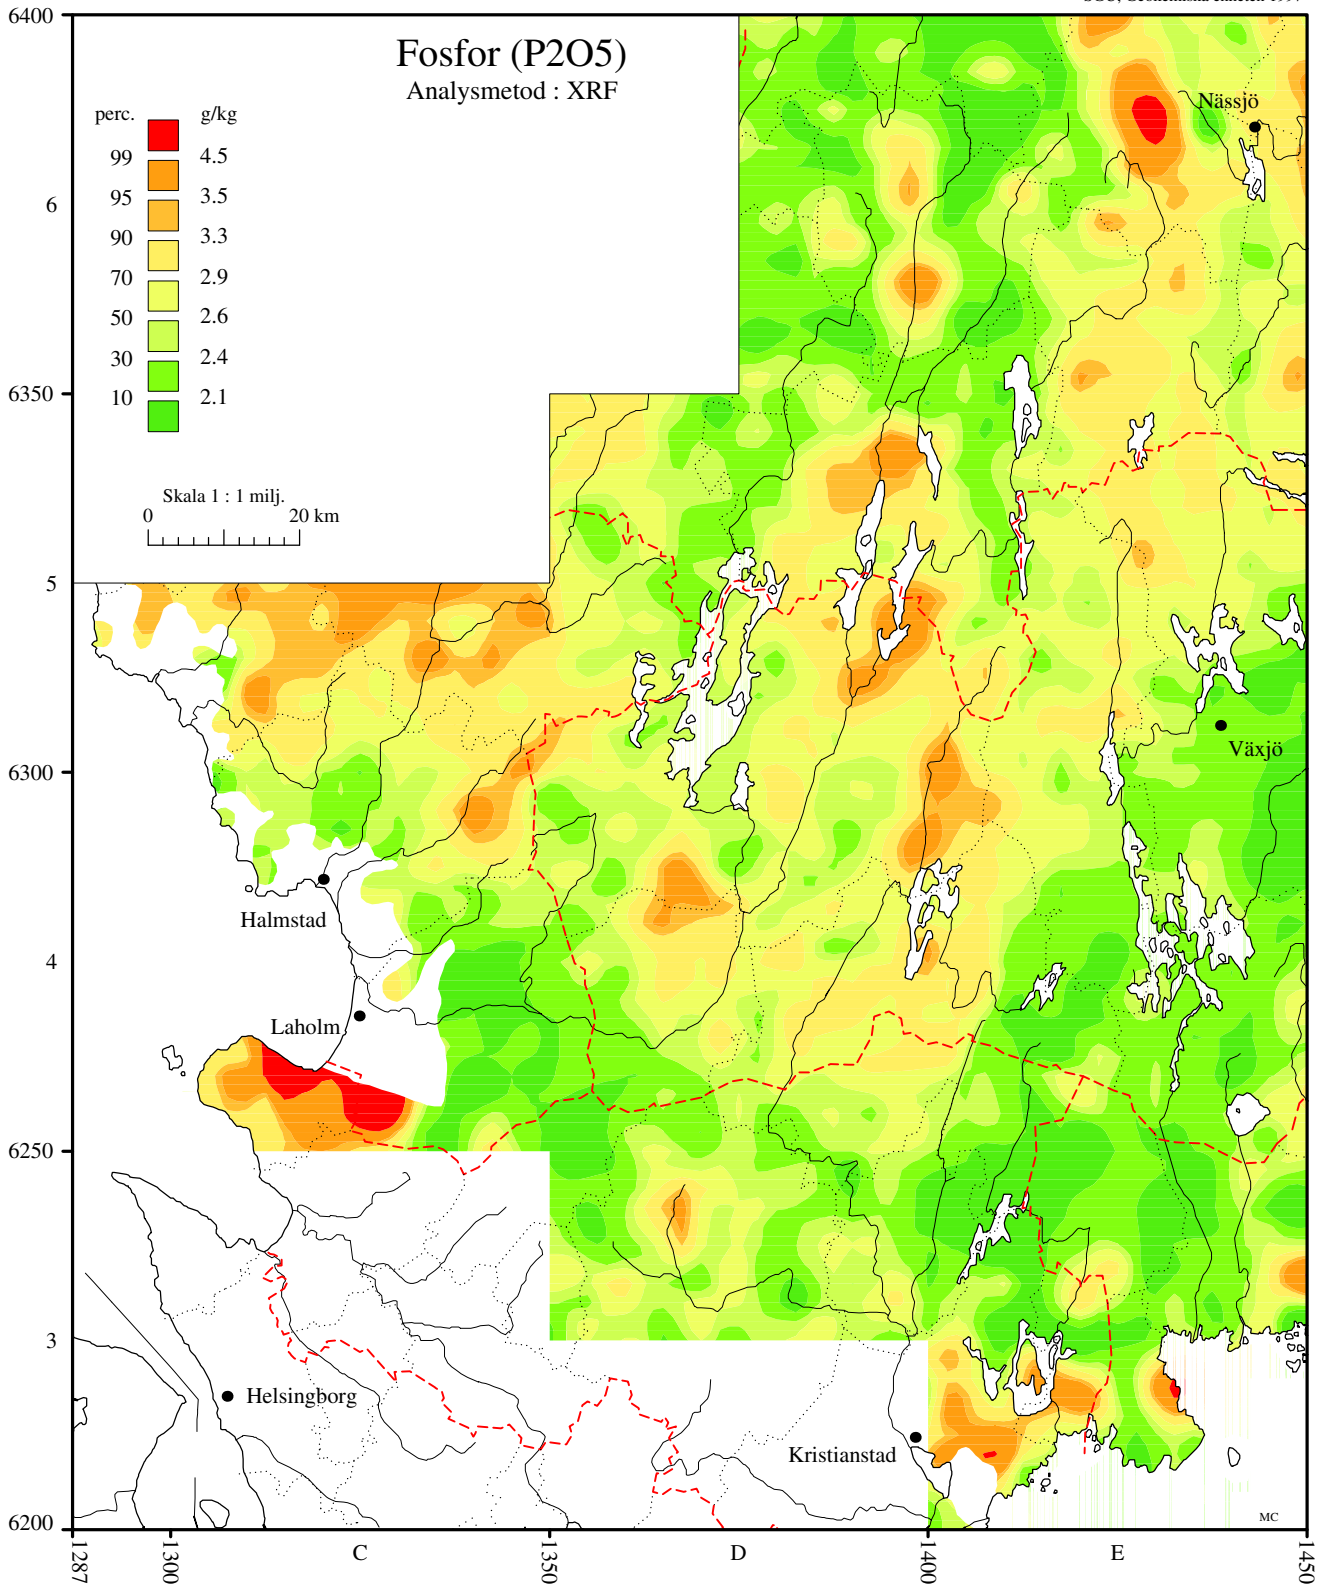 6400
Fosfor (P2O5)
Analysmetod : XRF
perc. g/kg
99 4.5
95 3.5
90 3.3
70 2.9
50 2.6
30 2.4
10 2.1
Nässjö
6
6350
Skala 1 : 1 milj.
0 20 km
5
Växjö
6300
Halmstad
4
Laholm
6250
3
Helsingborg
Kristianstad
MC
6200
1287 1300 C 1350 D 1400 E 1450